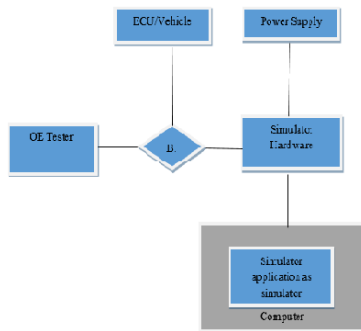 ECU/Vehicle
Power Supply
OE Tester
B.
Simulator
Hardware
Simulator
application as
simulator
Computer